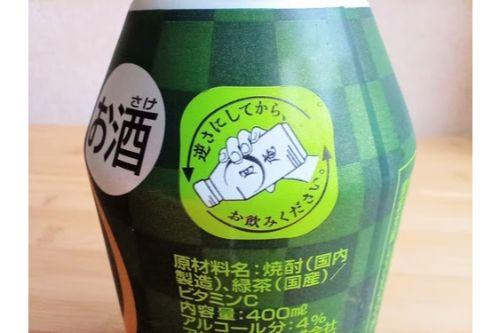 さけ
お酒
逆さにしてから、
お飲みください。
原材料名：焼酎（国内
製造）、緑茶（国産）／
ビタミンC
内容量：400㎖
アルコール分：4％